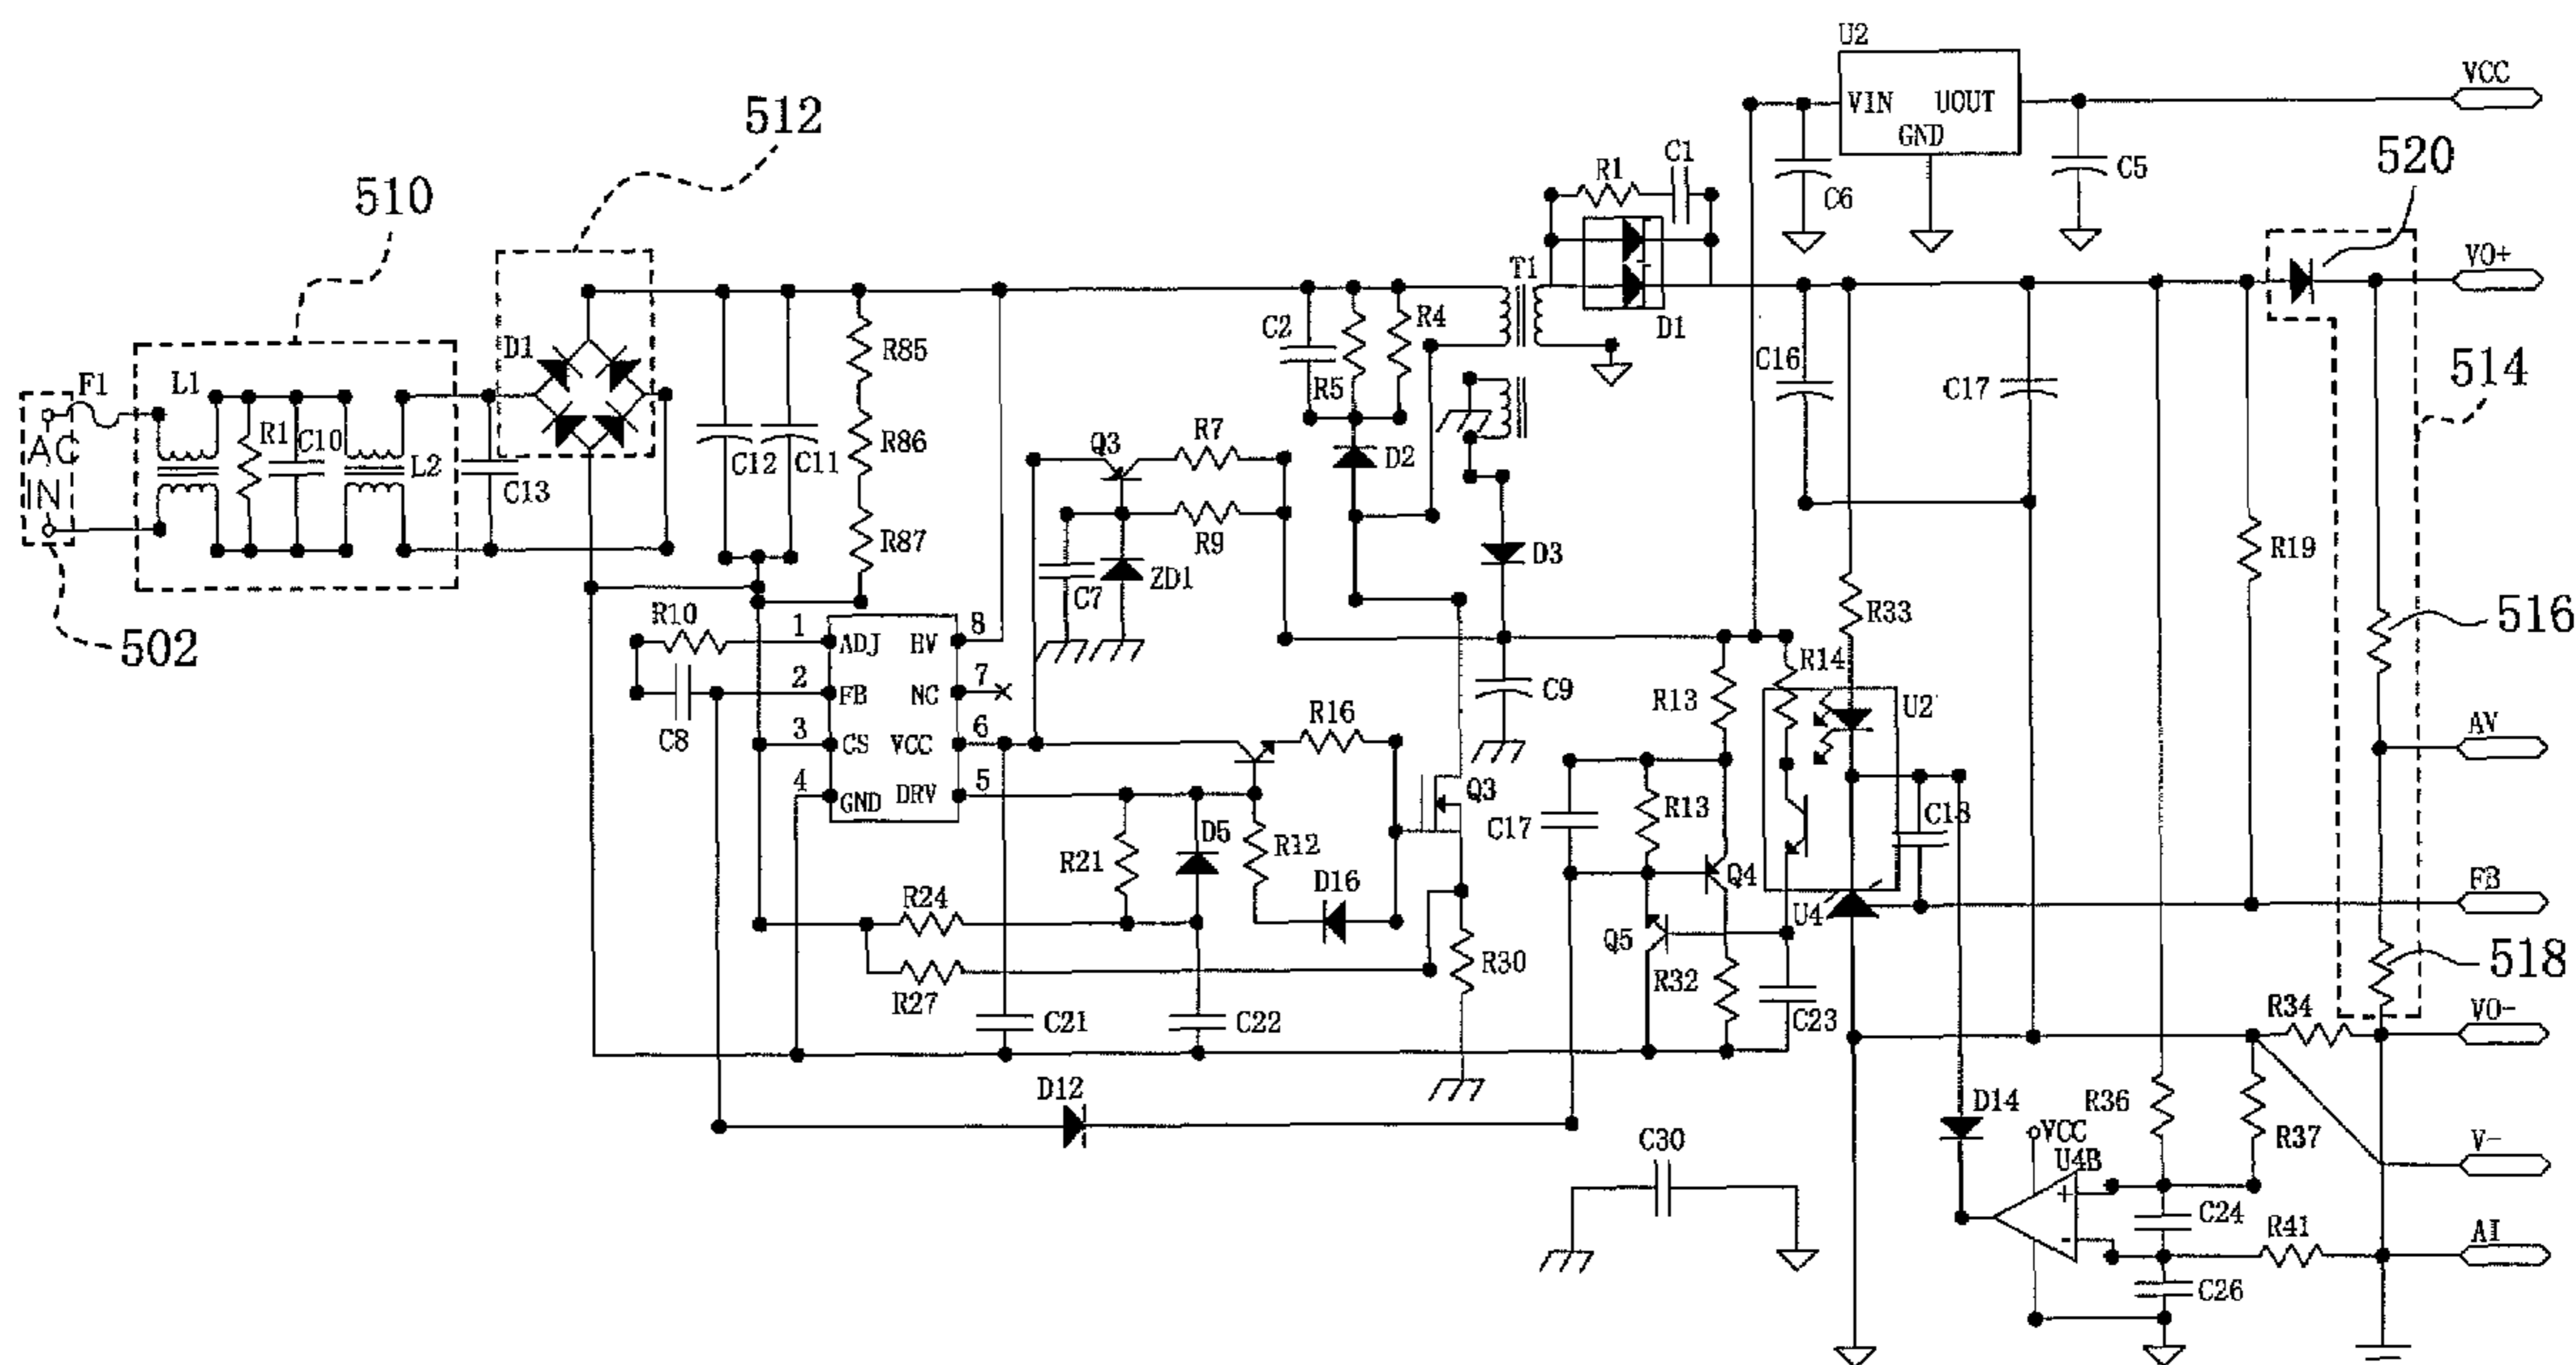 U2
VCC
VIN UOUT
GND
512
510
520
C1
R1
C6
C5
T1
VO+
D1
C2
R4
R5
C16
C17
514
D1
F1
L1
R1
C10
L2
C13
AC
IN
502
R85
R86
R87
C12
C11
Q3
R7
R9
C7
ZD1
D2
D3
C9
R33
R19
516
R10
C8
1
2
3
4
8
7
6
5
ADJ HV
FB NC
CS VCC
GND DRV
R16
Q3
R13
R14
U2
C17
R13
Q4
C18
AV
R21
D5
R12
D16
R24
R27
R30
Q5
R32
U4
C23
FB
518
C21
C22
R34
VO-
D12
C30
D14
VCC
U4B
+
-
R36
R37
V-
C24
R41
AI
C26